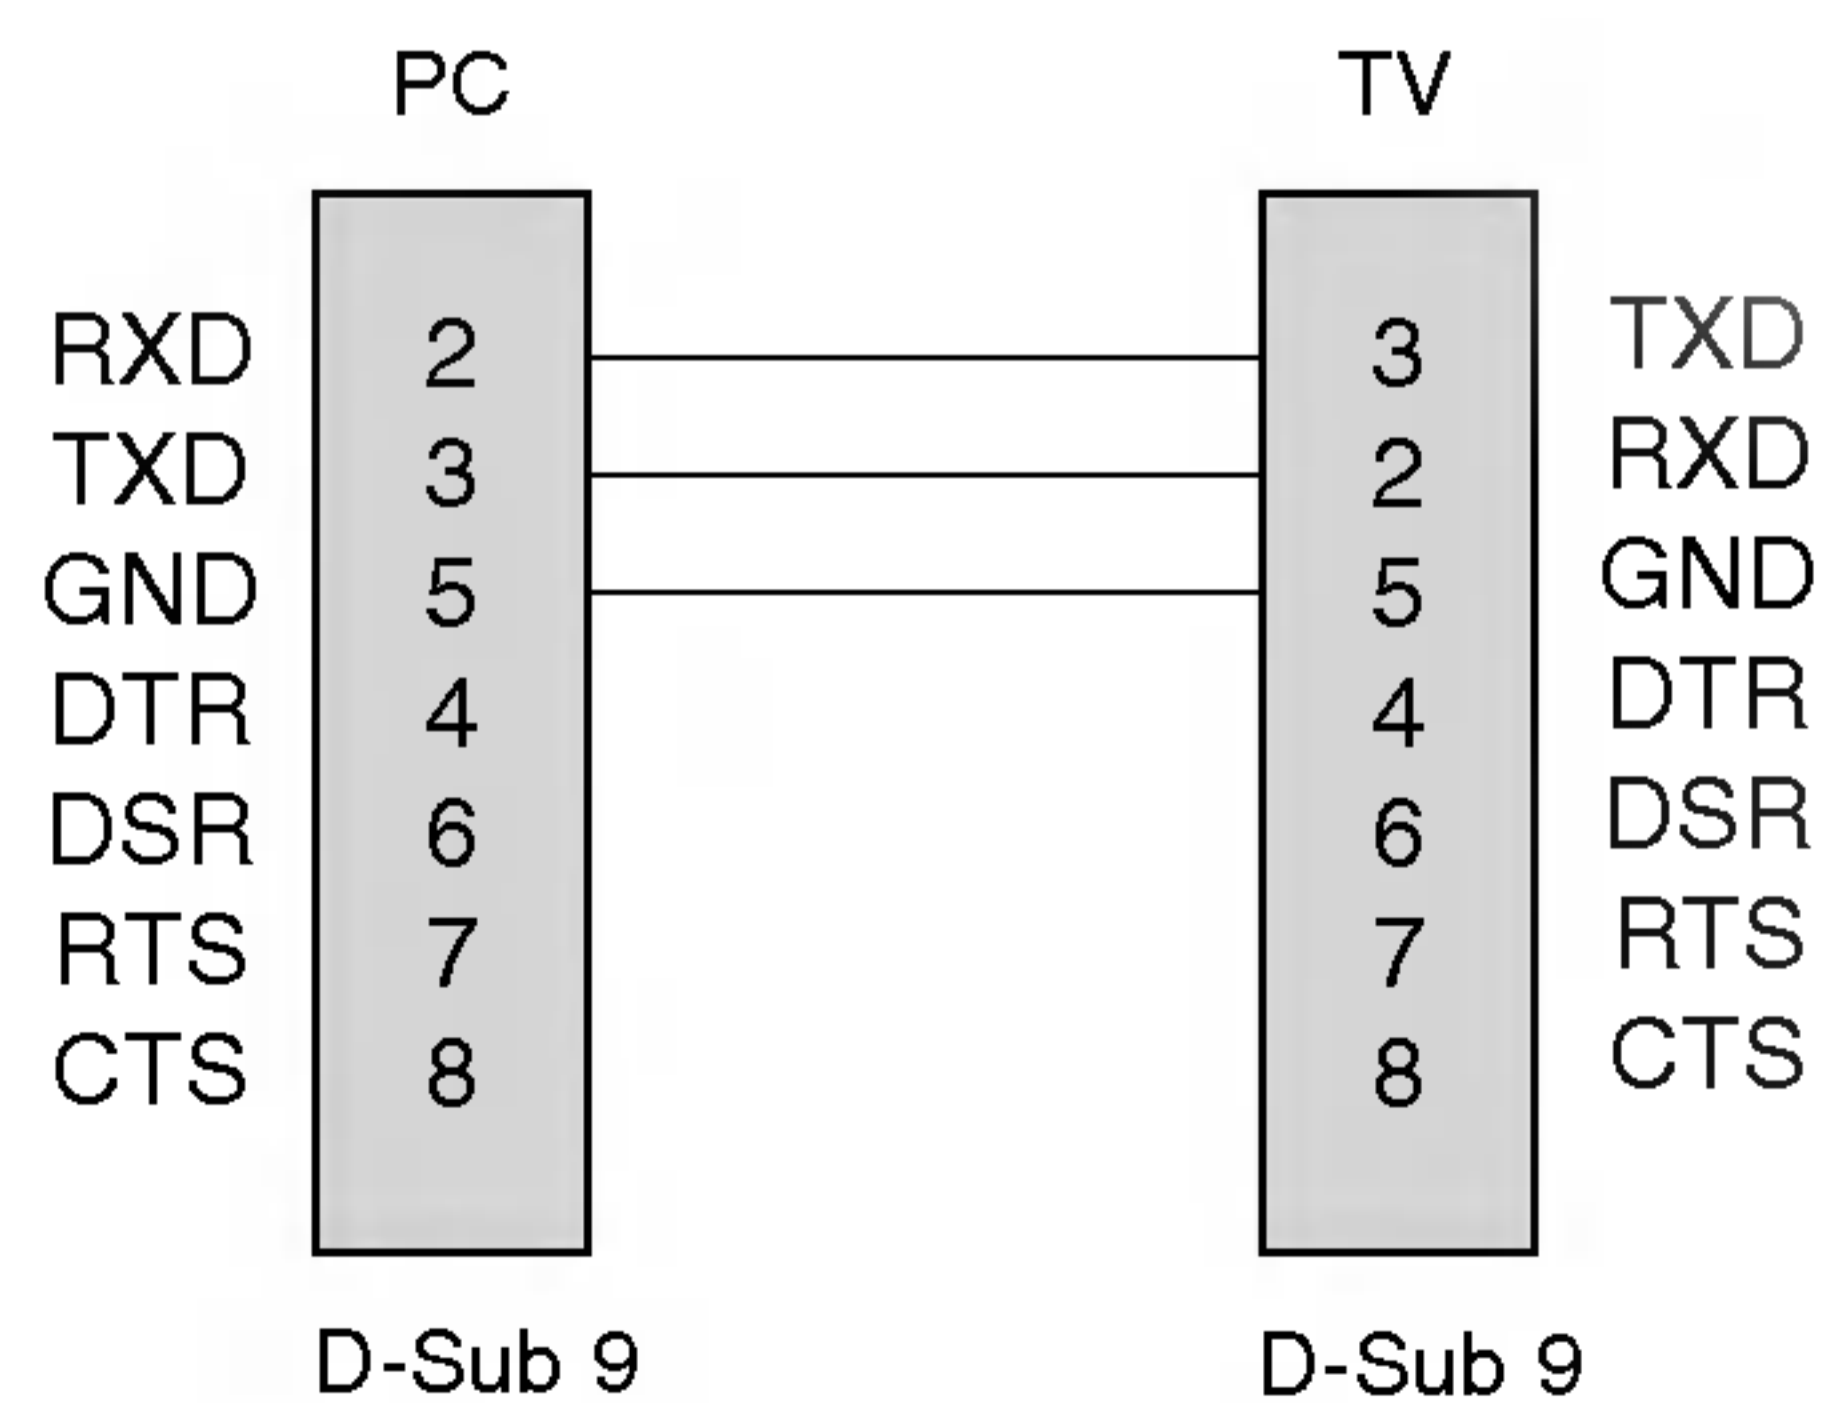 PC TV
RXD 2 3 TXD
TXD 3 2 RXD
GND 5 5 GND
DTR 4 4 DTR
DSR 6 6 DSR
RTS 7 7 RTS
CTS 8 8 CTS
D-Sub 9 D-Sub 9